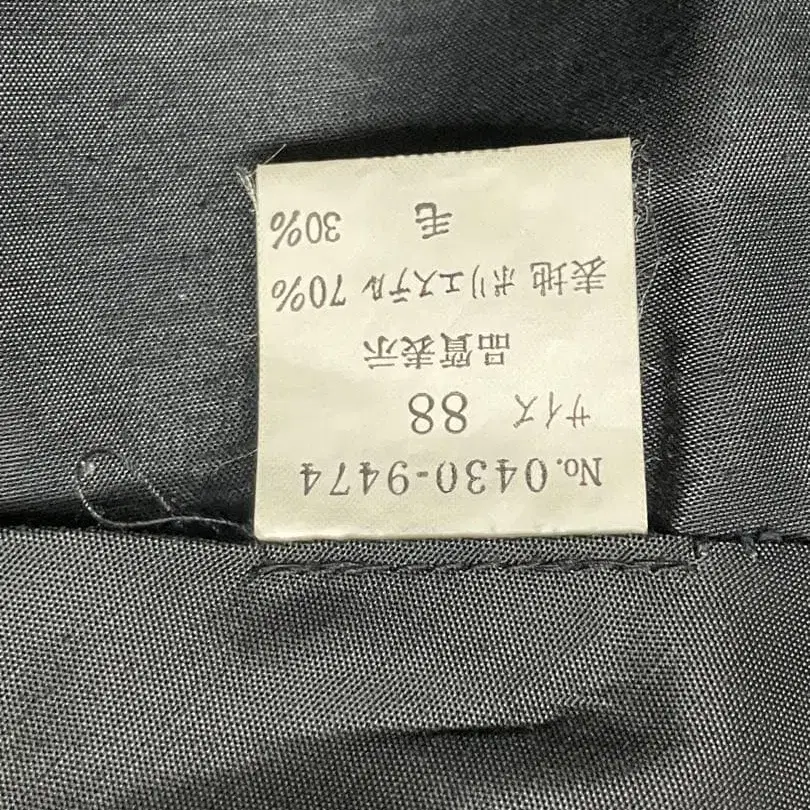 No.0430-9474
サイズ 88
品質表示
表地 ポリエステル 70%
毛 30%